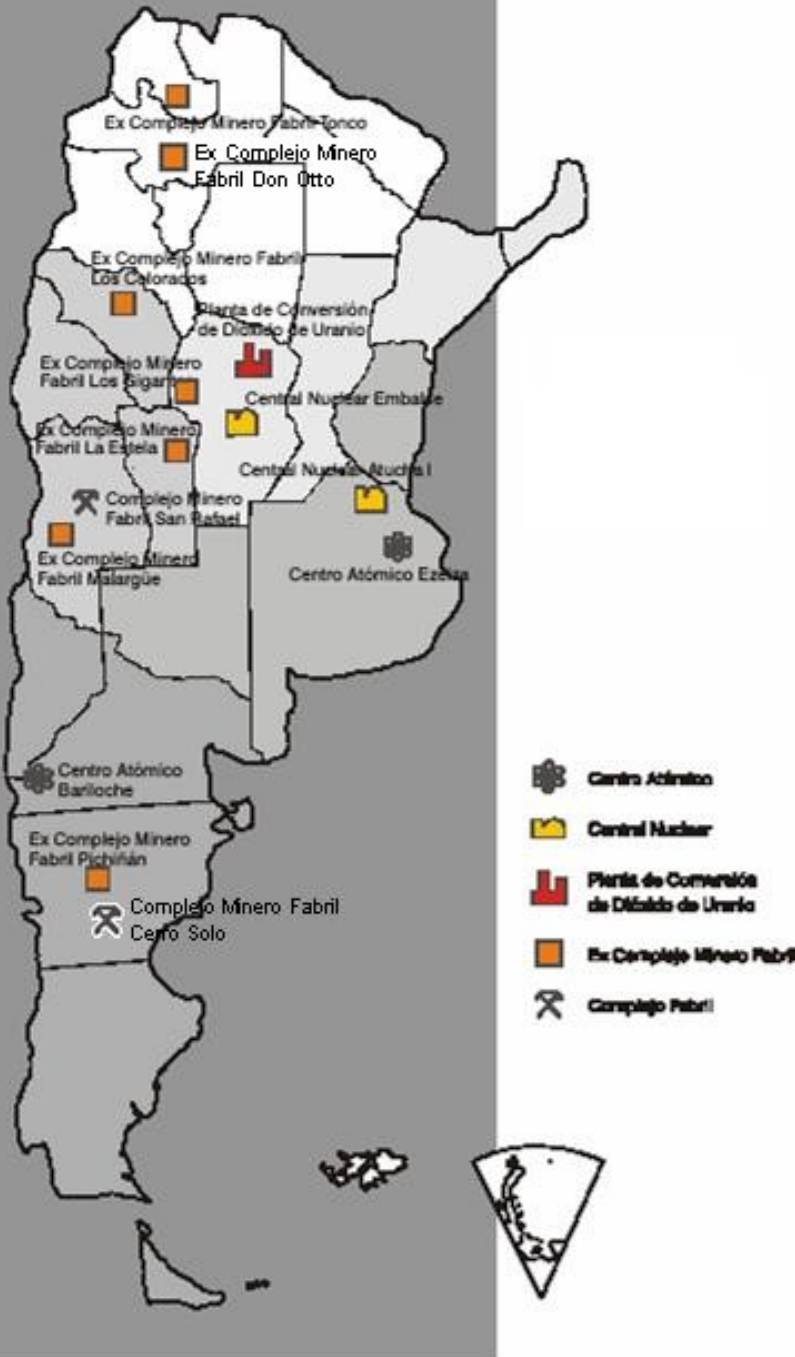 Ex Complejo Minero Fabril Tonco
Ex Complejo Minero
Fabril Don Otto
Ex Complejo Minero Fabril
Los Colorados
Planta de Conversión
de Dióxido de Uranio
Ex Complejo Minero
Fabril Los Gigantes
Central Nuclear Embalse
Ex Complejo Minero
Fabril La Estela
Central Nuclear Atucha I
Complejo Minero
Fabril San Rafael
Ex Complejo Minero
Fabril Malargüe
Centro Atómico Ezeiza
Centro Atómico
Bariloche
Ex Complejo Minero
Fabril Pichiñán
Complejo Minero Fabril
Cerro Solo
Centro Atómico
Central Nuclear
Planta de Conversión
de Dióxido de Uranio
Ex Complejo Minero Fabril
Complejo Fabril